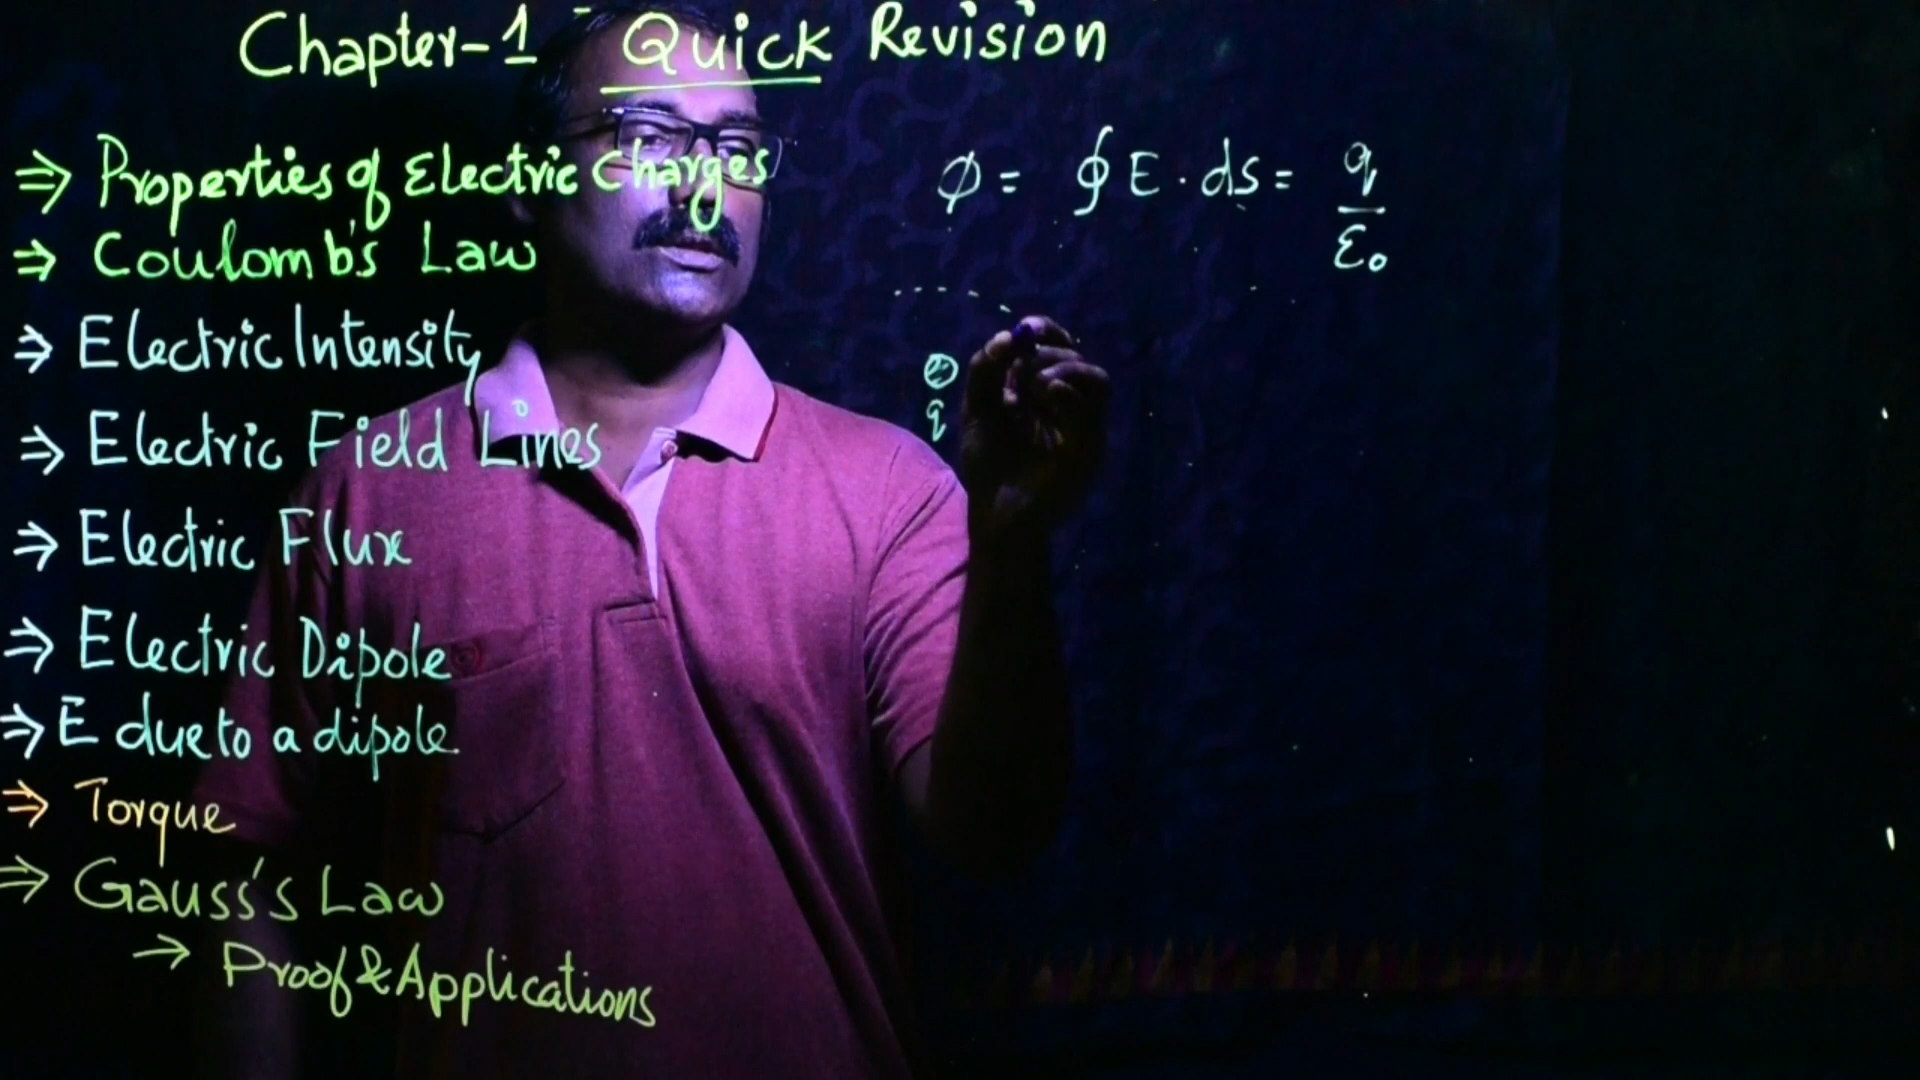 Chapter-1 Quick Revision
⇒ Properties of Electric Charges
⇒ Coulomb's Law
⇒ Electric Intensity
⇒ Electric Field Lines
⇒ Electric Flux
⇒ Electric Dipole
⇒ E due to a dipole
⇒ Torque
⇒ Gauss's Law
→ Proof & Applications
ϕ = ∮ E · ds = q/ε₀
q